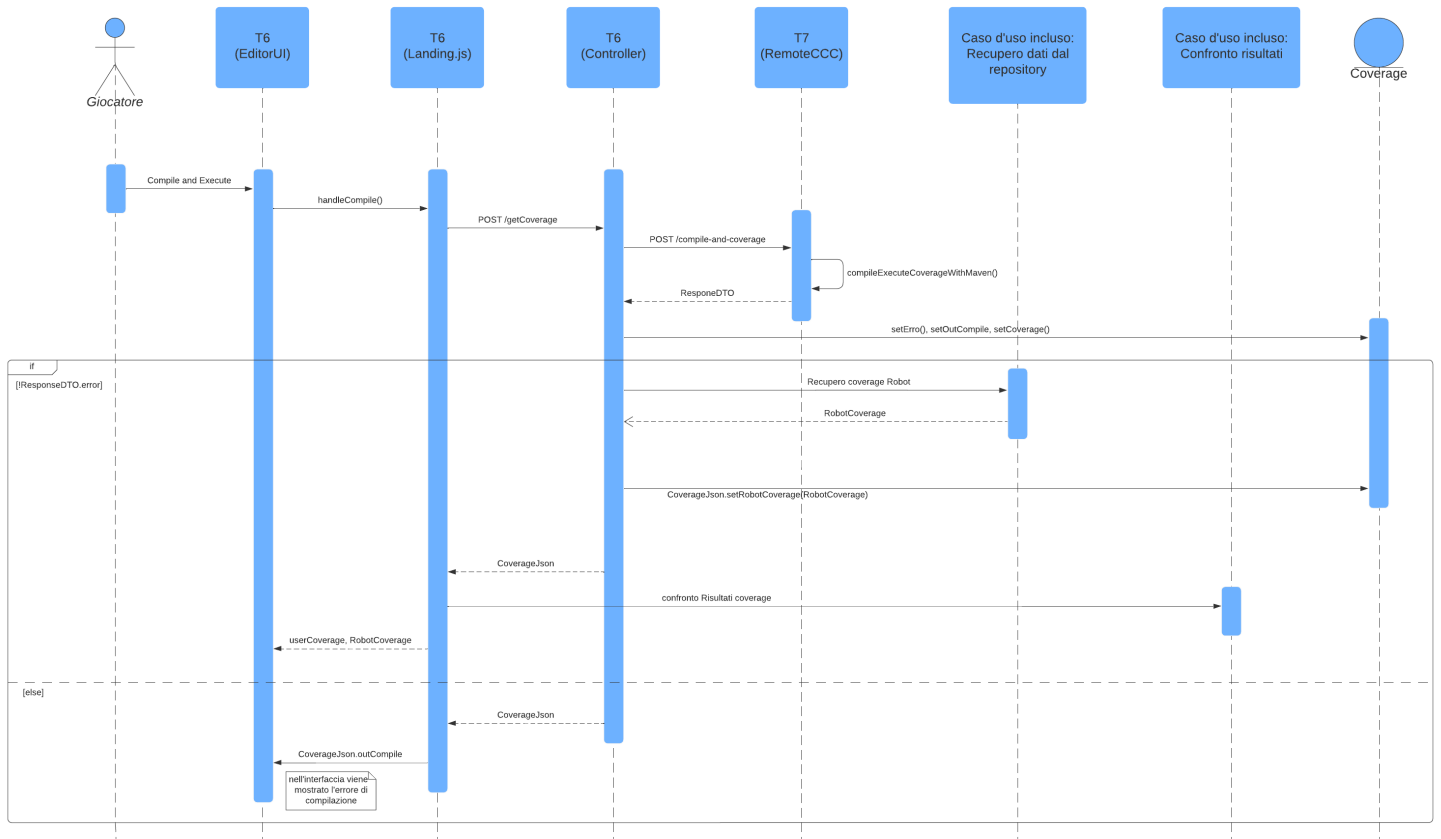 Giocatore
T6
(EditorUI)
T6
(Landing.js)
T6
(Controller)
T7
(RemoteCCC)
Caso d'uso incluso:
Recupero dati dal
repository
Caso d'uso incluso:
Confronto risultati
Coverage
Compile and Execute
handleCompile()
POST /getCoverage
POST /compile-and-coverage
compileExecuteCoverageWithMaven()
ResponeDTO
setErro(), setOutCompile, setCoverage()
if
[!ResponseDTO.error]
Recupero coverage Robot
RobotCoverage
CoverageJson.setRobotCoverage(RobotCoverage)
CoverageJson
confronto Risultati coverage
userCoverage, RobotCoverage
[else]
CoverageJson
CoverageJson.outCompile
nell'interfaccia viene
mostrato l'errore di
compilazione